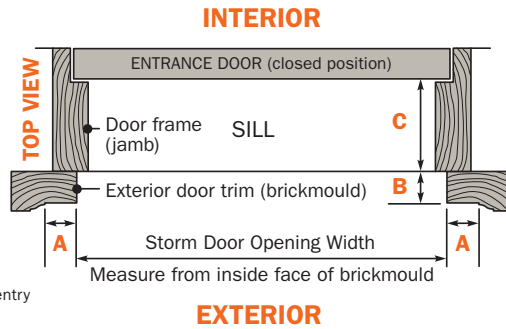 INTERIOR
TOP VIEW
ENTRANCE DOOR (closed position)
Door frame
(jamb)
SILL
C
Exterior door trim (brickmould)
B
A
Storm Door Opening Width
A
Measure from inside face of brickmould
entry
EXTERIOR